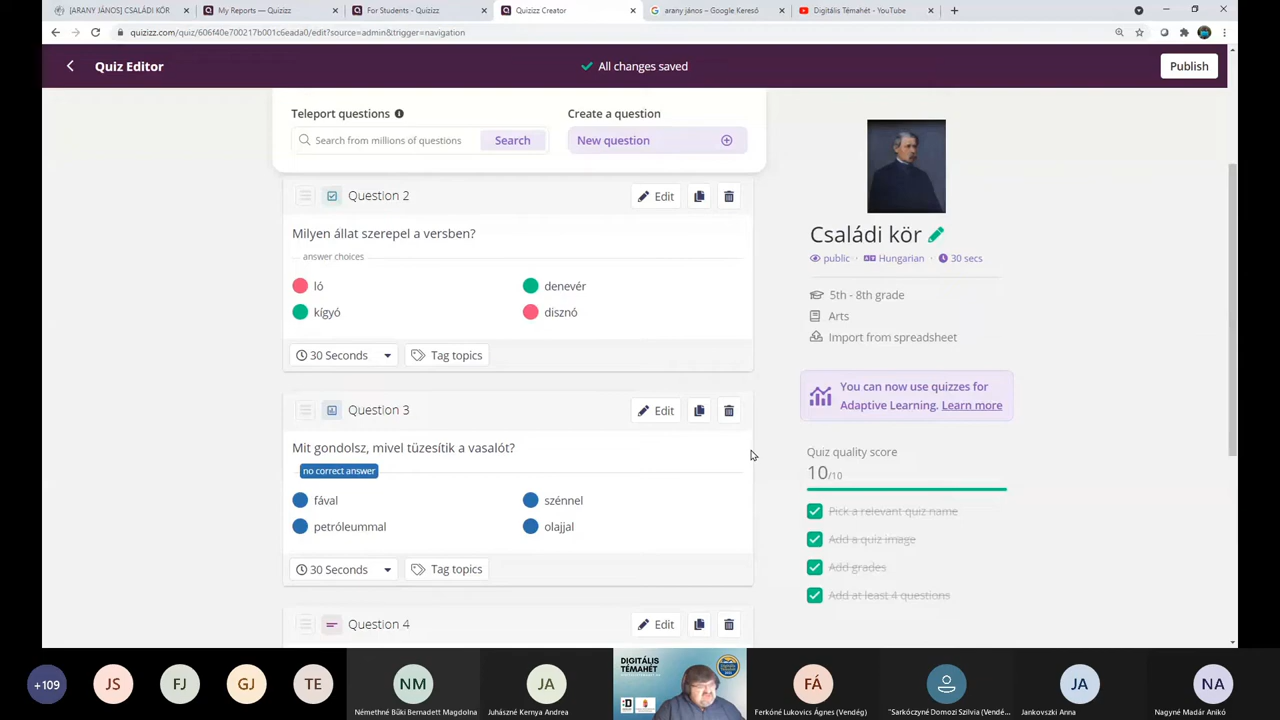 [ARANY JÁNOS] CSALÁDI KÖR
My Reports — Quizizz
For Students - Quizizz
Quizizz Creator
arany jános – Google Kereső
Digitális Témahét - YouTube
quizizz.com/quiz/606f40e700217b001c6eada0/edit?source=admin&trigger=navigation
Quiz Editor
All changes saved
Publish
Teleport questions
Create a question
Search from millions of questions
Search
New question
Question 2
Edit
Milyen állat szerepel a versben?
answer choices
ló
denevér
kígyó
disznó
30 Seconds
Tag topics
Question 3
Edit
Mit gondolsz, mivel tüzesítik a vasalót?
no correct answer
fával
szénnel
petróleummal
olajjal
30 Seconds
Tag topics
Question 4
Edit
Családi kör
public · Hungarian · 30 secs
5th - 8th grade
Arts
Import from spreadsheet
You can now use quizzes for
Adaptive Learning. Learn more
Quiz quality score
10/10
Pick a relevant quiz name
Add a quiz image
Add grades
Add at least 4 questions
+109
JS
FJ
GJ
TE
NM
JA
DIGITÁLIS
TÉMAHÉT
FÁ
JA
NA
Némethné Büki Bernadett Magdolna
Juhászné Kernya Andrea
Ferkóné Lukovics Ágnes (Vendég)
"Sarkóczyné Domozi Szilvia (Vendé...
Jankovszki Anna
Nagyné Madár Anikó